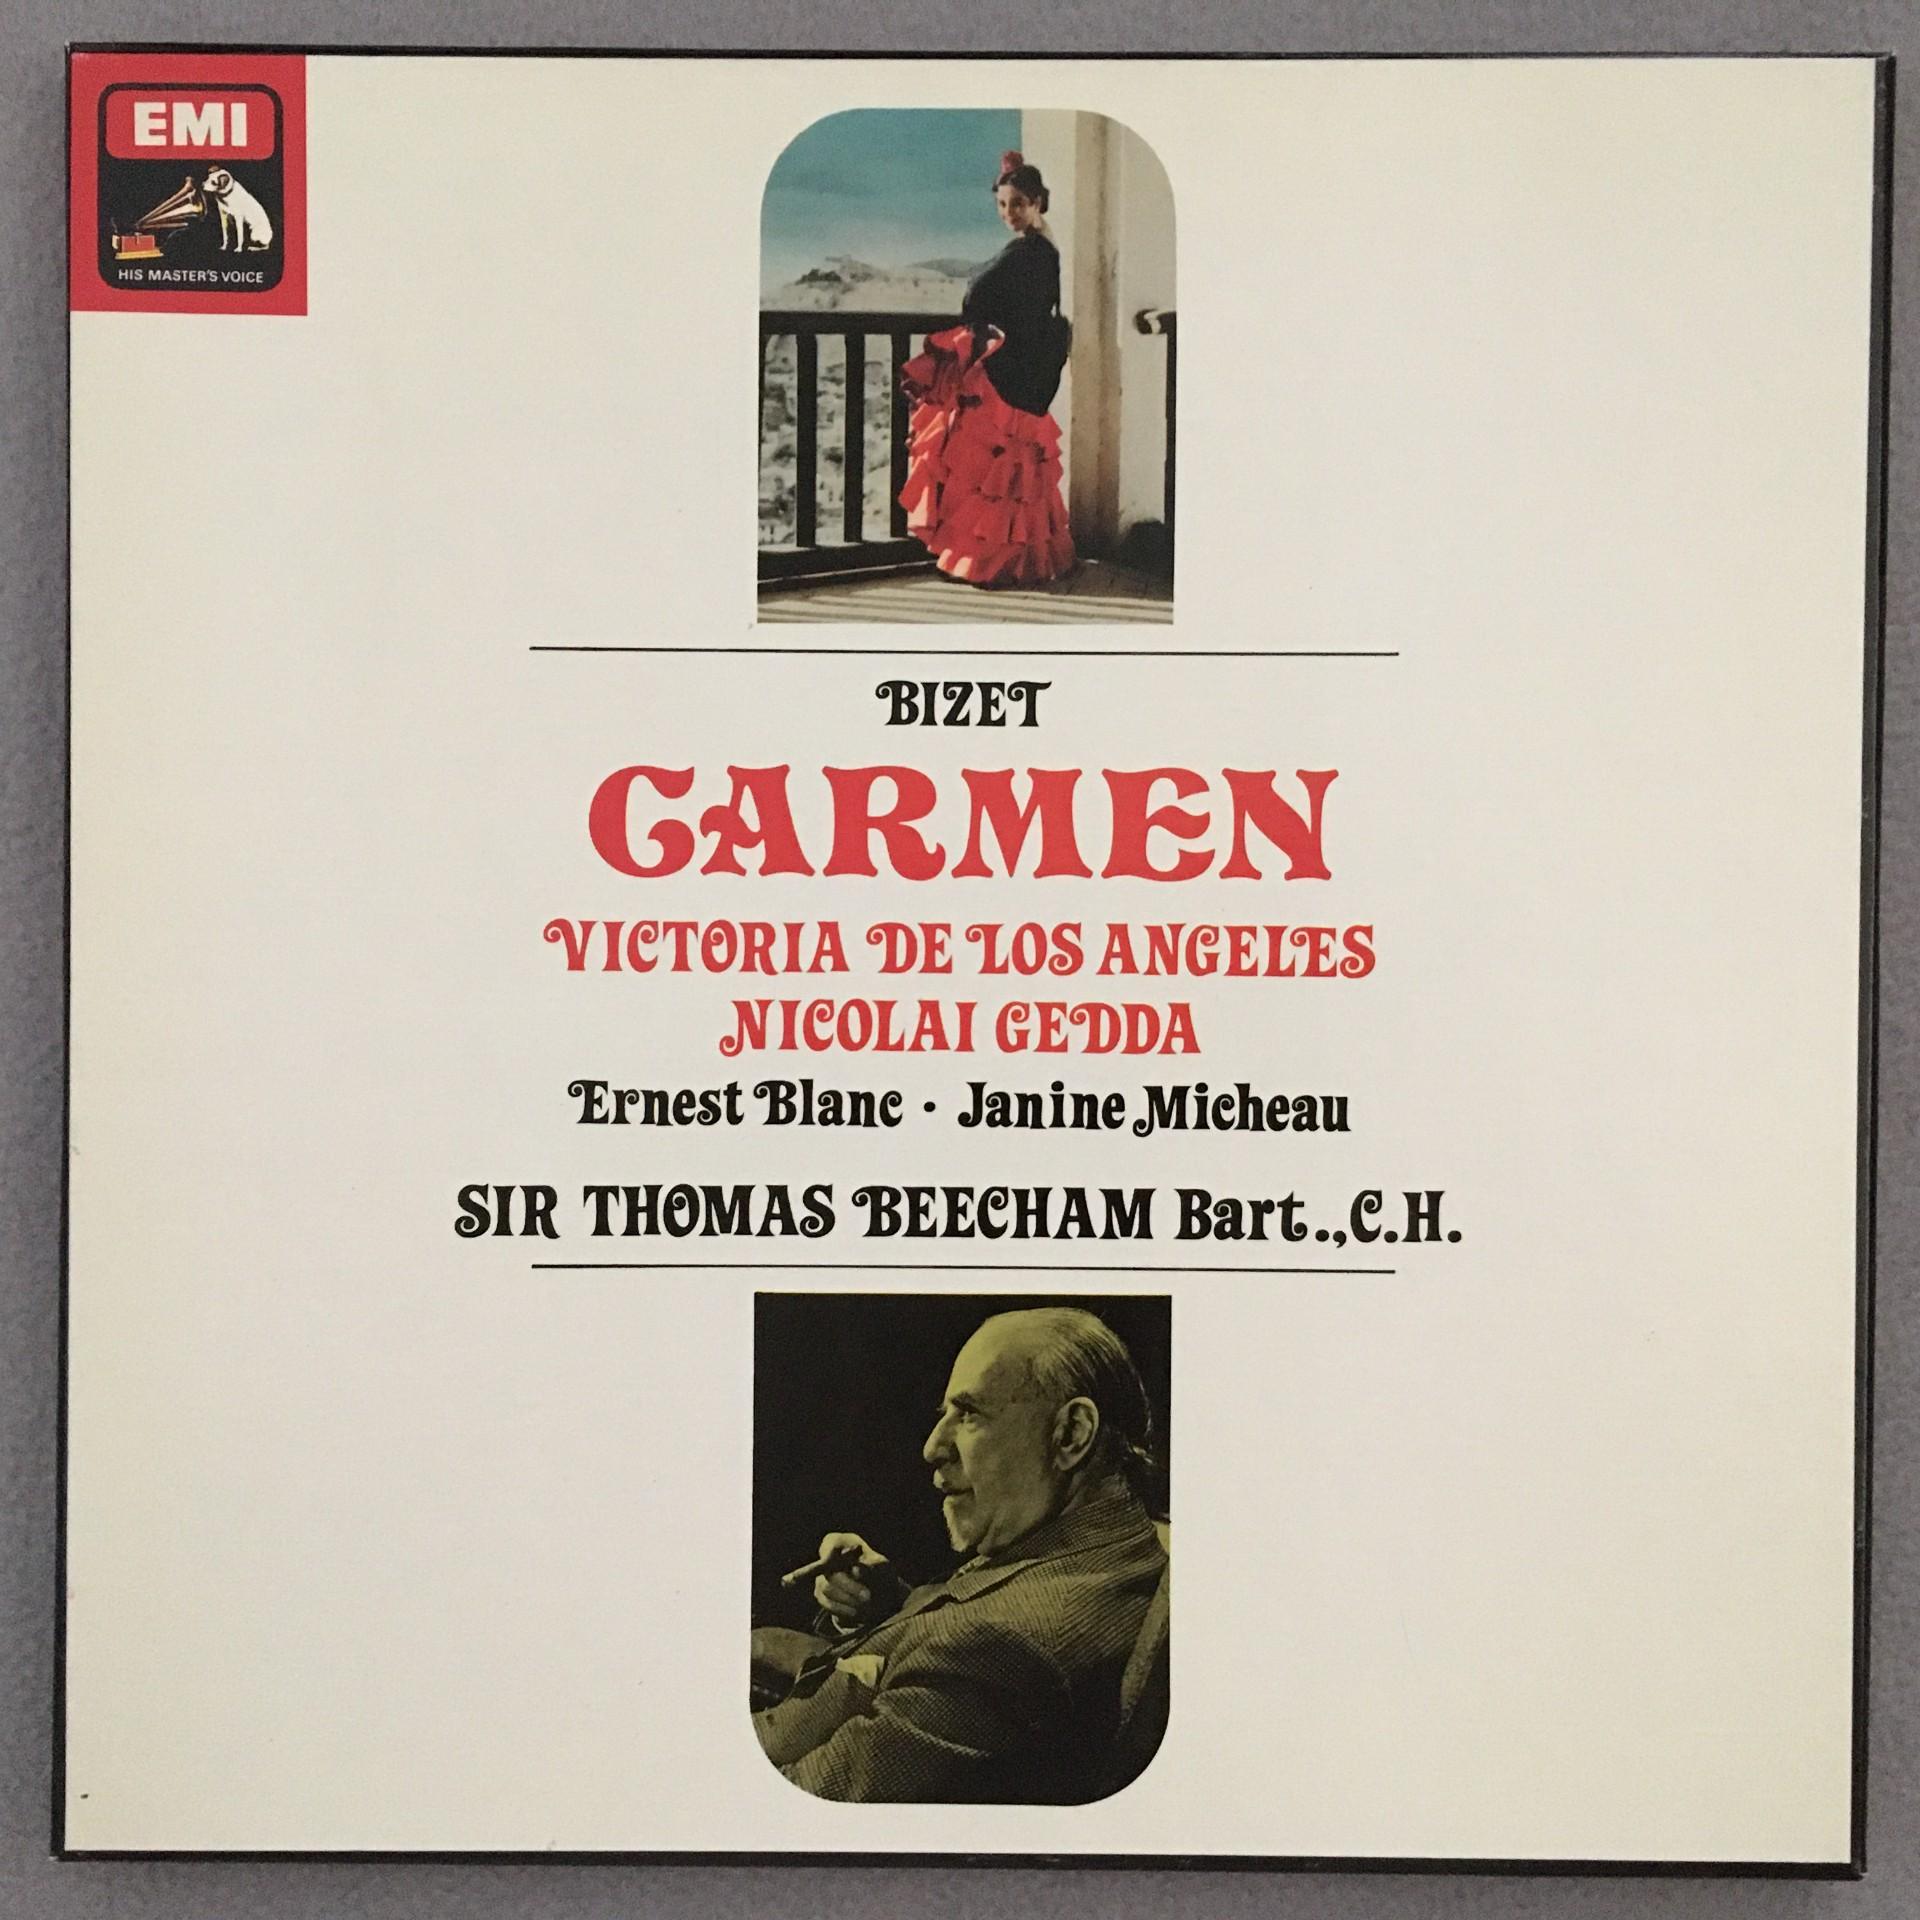 EMI
HIS MASTER'S VOICE
BIZET
CARMEN
VICTORIA DE LOS ANGELES
NICOLAI GEDDA
Ernest Blanc · Janine Micheau
SIR THOMAS BEECHAM Bart.,C.H.